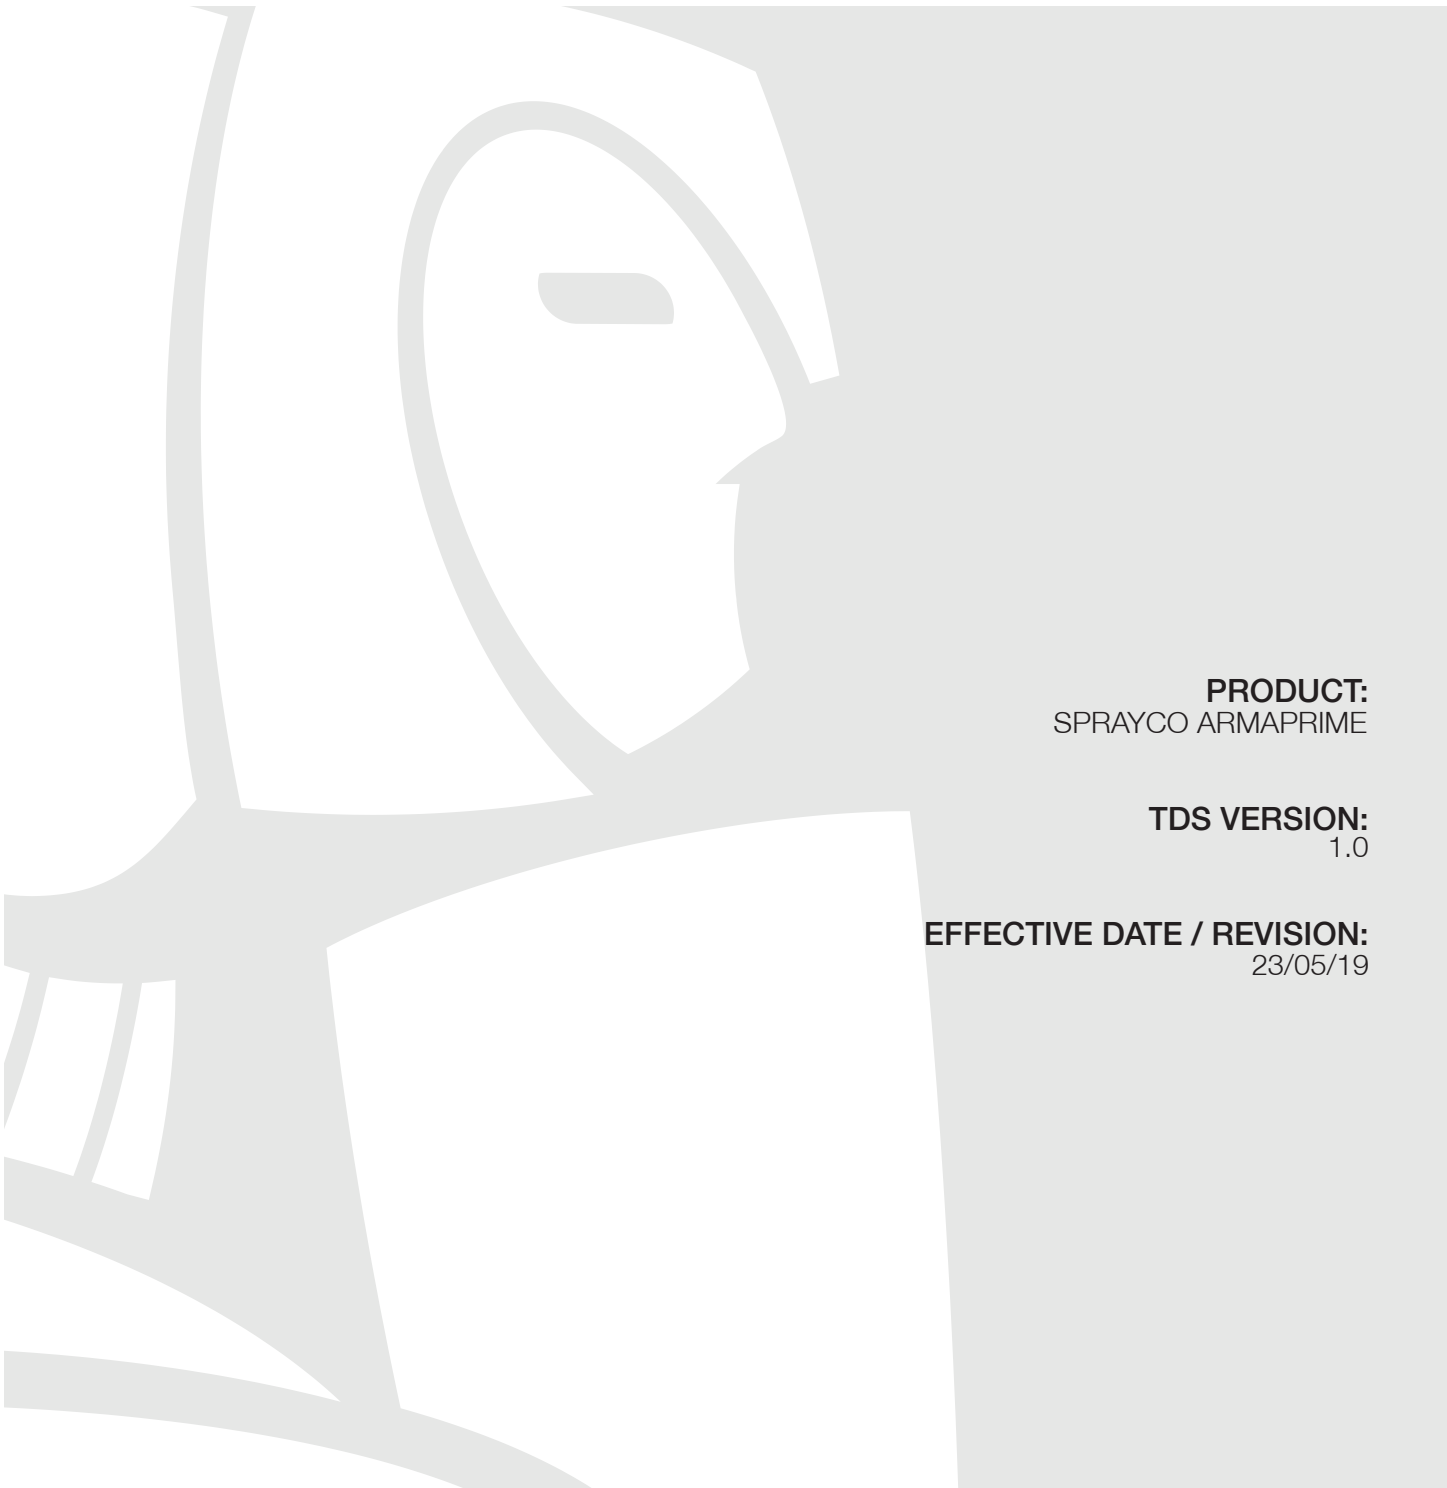 PRODUCT:
SPRAYCO ARMAPRIME
TDS VERSION:
1.0
EFFECTIVE DATE / REVISION:
23/05/19